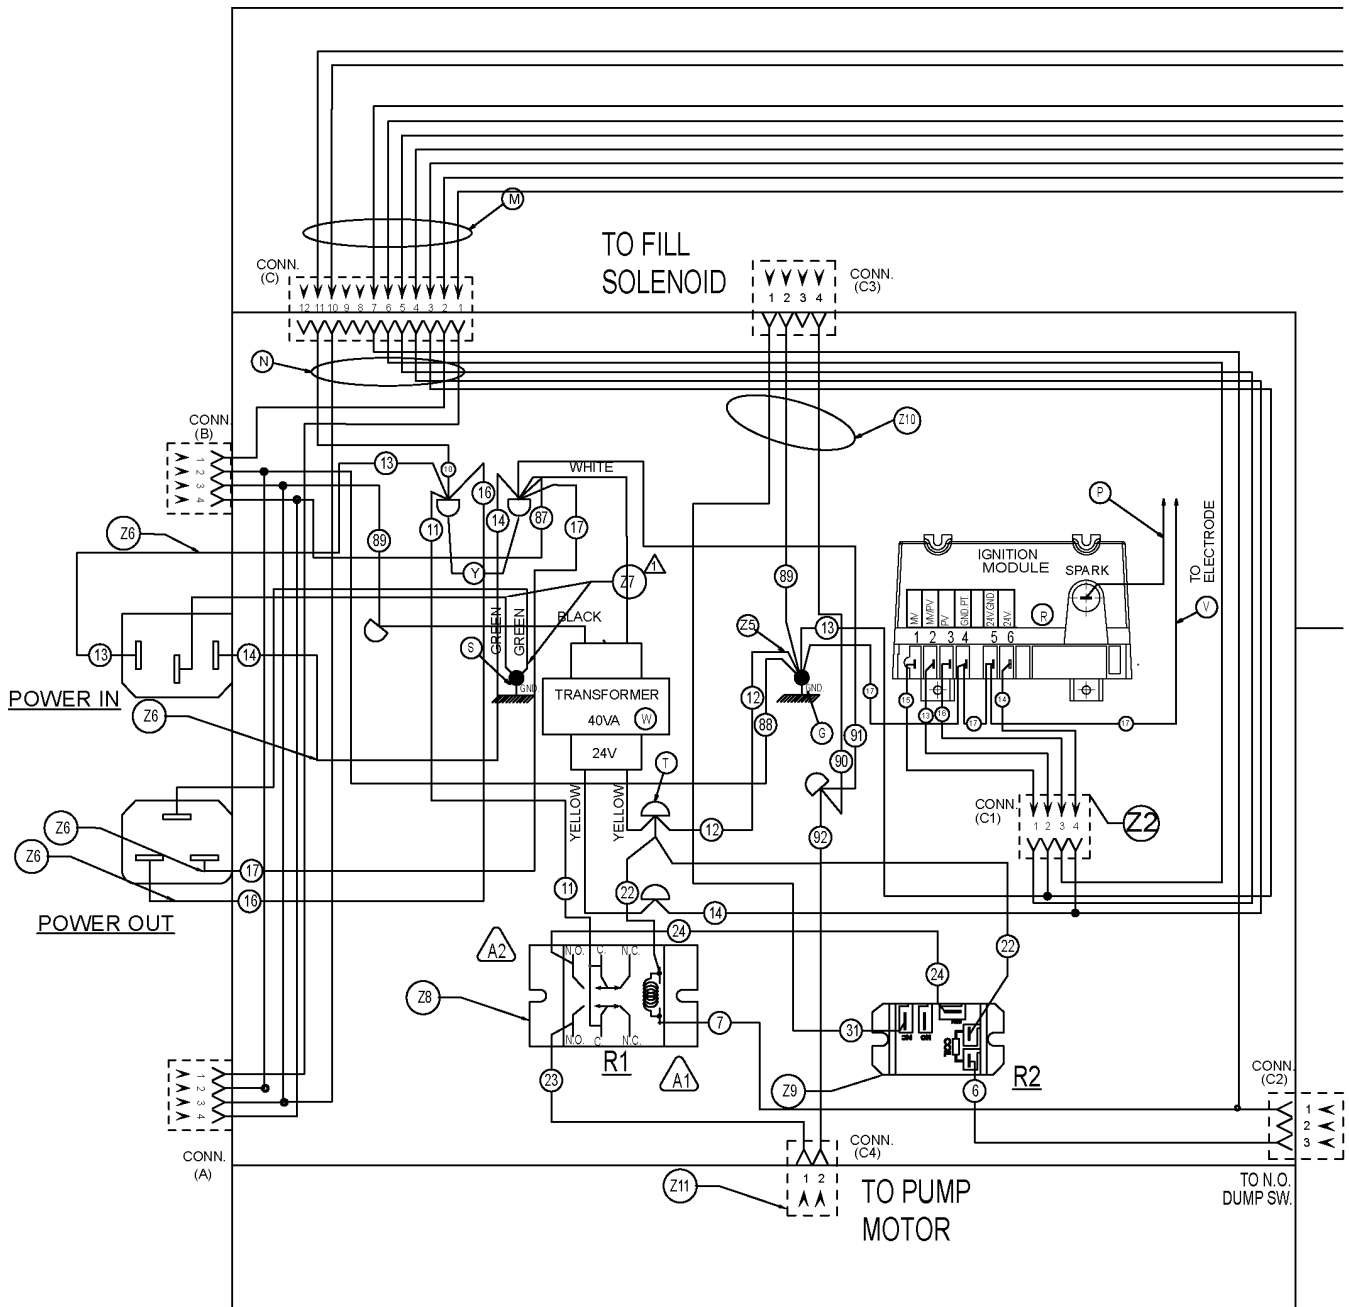 M
TO FILL
SOLENOID
CONN.
(C)
12 11 10 9 8 7 6 5 4 3 2 1
CONN.
(C3)
1 2 3 4
N
CONN.
(B)
1
2
3
4
Z10
13
10
16
WHITE
11
14
87
17
89
Y
Z6
Z7
1
P
IGNITION
MODULE
SPARK
TO
ELECTRODE
V
R
MV
MV/PV
PV
GND.PT.
24V.GND.
24V.
1 2 3 4 5 6
GREEN
GREEN
BLACK
S
GND.
89
Z5
13
GND.
G
13
14
POWER IN
Z6
TRANSFORMER
40VA
W
24V
12
88
17
91
90
15
13
16
17
14
17
YELLOW
YELLOW
T
12
92
CONN.
(C1)
1 2 3 4
Z2
Z6
Z6
17
16
POWER OUT
11
22
14
24
22
24
A2
N.O. C. N.C.
Z8
N.O. C. N.C.
R1
A1
7
31
NC
NO
COM
COIL
R2
Z9
6
23
CONN.
(C2)
1
2
3
1
2
3
4
CONN.
(A)
CONN.
(C4)
1 2
Z11
TO PUMP
MOTOR
TO N.O.
DUMP SW.